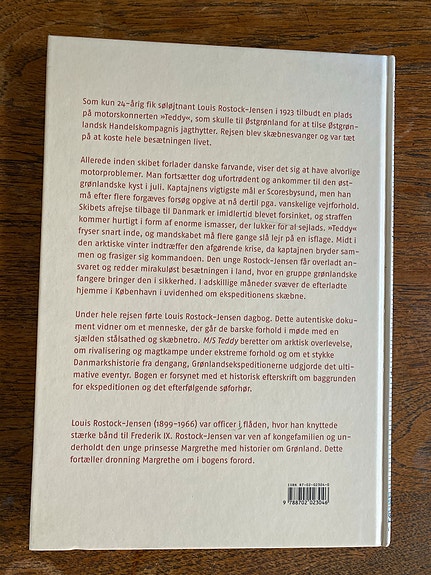 Som kun 24-årig fik søløjtnant Louis Rostock-Jensen i 1923 tilbudt en plads
på motorskonnerten »Teddy«, som skulle til Østgrønland for at tilse Østgrøn-
landsk Handelskompagnis jagthytter. Rejsen blev skæbnesvanger og var tæt
på at koste hele besætningen livet.
Allerede inden skibet forlader danske farvande, viser det sig at have alvorlige
motorproblemer. Man fortsætter dog ufortrødent og ankommer til den øst-
grønlandske kyst i juli. Kaptajnens vigtigste mål er Scoresbysund, men han
må efter flere forgæves forsøg opgive at nå dertil pga. vanskelige vejrforhold.
Skibets afrejse tilbage til Danmark er imidlertid blevet forsinket, og straffen
kommer hurtigt i form af enorme ismasser, der lukker for al sejlads. »Teddy«
fryser snart inde, og mandskabet må flere gange slå lejr på en isflage. Midt i
den arktiske vinter indtræffer den afgørende krise, da kaptajnen bryder sam-
men og frasiger sig kommandoen. Den unge Rostock-Jensen får overladt an-
svaret og redder mirakuløst besætningen i land, hvor en gruppe grønlandske
fangere bringer den i sikkerhed. I adskillige måneder svæver de efterladte
hjemme i København i uvidenhed om ekspeditionens skæbne.
Under hele rejsen førte Louis Rostock-Jensen dagbog. Dette autentiske doku-
ment vidner om et menneske, der går de barske forhold i møde med en
sjælden stålsathed og skæbnetro. M/S Teddy beretter om arktisk overlevelse,
om rivalisering og magtkampe under ekstreme forhold og om et stykke
Danmarkshistorie fra dengang, Grønlandsekspeditionerne udgjorde det ulti-
mative eventyr. Bogen er forsynet med et historisk efterskrift om baggrunden
for ekspeditionen og det efterfølgende søforhør.
Louis Rostock-Jensen (1899-1966) var officer i flåden, hvor han knyttede
stærke bånd til Frederik IX. Rostock-Jensen var ven af kongefamilien og un-
derholdt den unge prinsesse Margrethe med historier om Grønland. Dette
fortæller dronning Margrethe om i bogens forord.
ISBN 87-02-02304-0
9 788702 023046